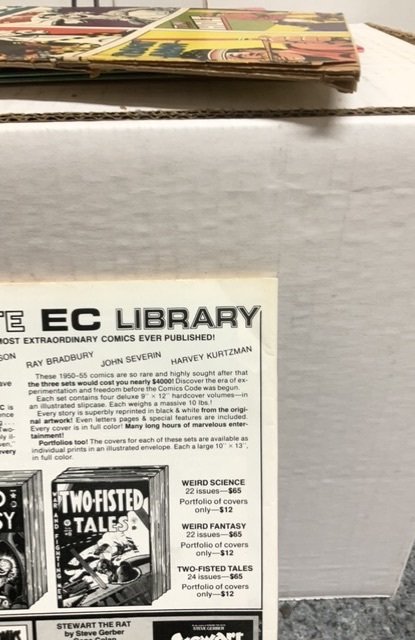 TE EC LIBRARY
MOST EXTRAORDINARY COMICS EVER PUBLISHED!
SON RAY BRADBURY JOHN SEVERIN HARVEY KURTZMAN
These 1950-55 comics are so rare and highly sought after that
the three sets would cost you nearly $4000! Discover the era of ex-
perimentation and freedom before the Comics Code was begun.
Each set contains four deluxe 9" × 12" hardcover volumes—in
an illustrated slipcase. Each weighs a massive 10 lbs.!
Every story is superbly reprinted in black & white from the origi-
nal artwork! Even letters pages & special features are included.
Every cover is in full color! Many long hours of marvelous enter-
tainment!
Portfolios too! The covers for each of these sets are available as
individual prints in an illustrated envelope. Each a large 10" × 13",
in full color.
TWO-FISTED
TALES
WEIRD SCIENCE
22 issues—$65
Portfolio of covers
only—$12
WEIRD FANTASY
22 issues—$65
Portfolio of covers
only—$12
TWO-FISTED TALES
24 issues—$65
Portfolio of covers
only—$12
STEWART THE RAT
by Steve Gerber
Gene Colan
STEVE GERBER
Stewart